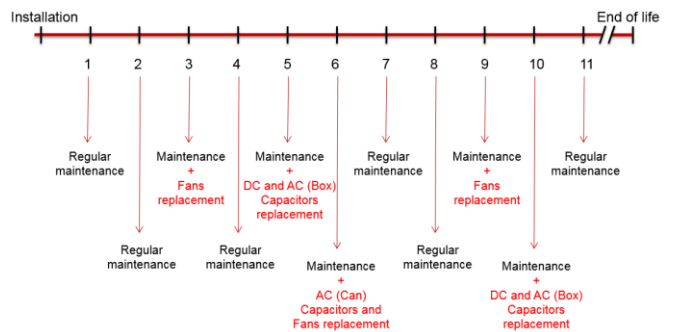 Installation
End of life
1 2 3 4 5 6 7 8 9 10 11
Regular
maintenance
Maintenance
+
Fans
replacement
Maintenance
+
DC and AC (Box)
Capacitors
replacement
Regular
maintenance
Maintenance
+
Fans
replacement
Regular
maintenance
Regular
maintenance
Regular
maintenance
Maintenance
+
AC (Can)
Capacitors and
Fans replacement
Regular
maintenance
Maintenance
+
DC and AC (Box)
Capacitors
replacement